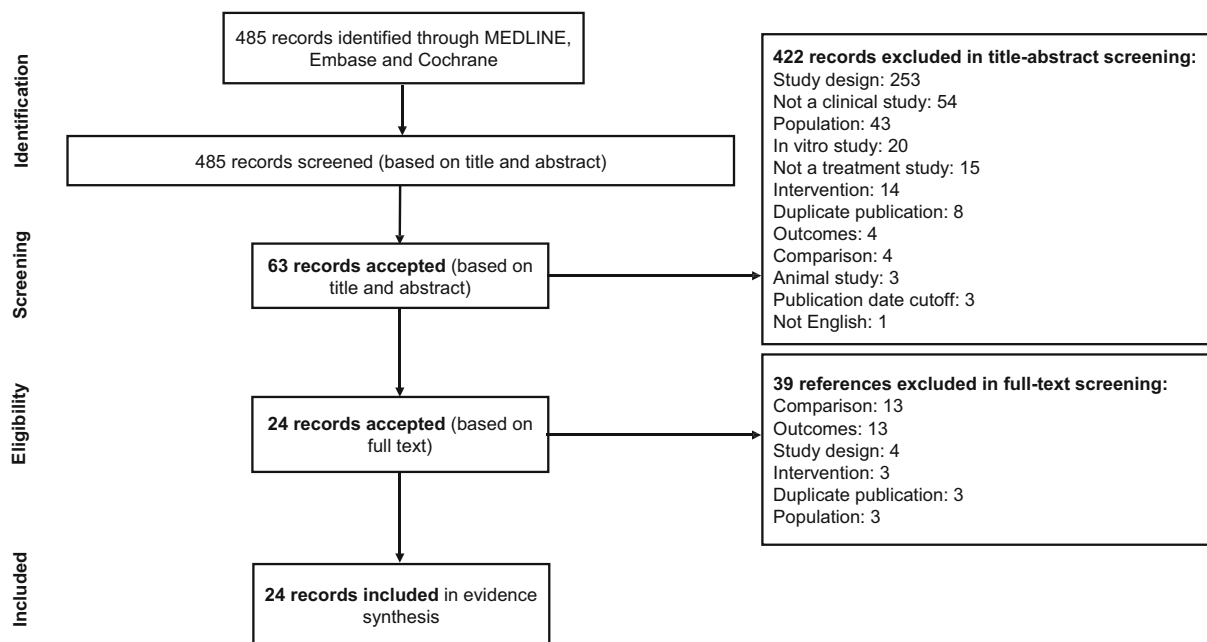 Identification
485 records identified through MEDLINE,
Embase and Cochrane
485 records screened (based on title and abstract)
422 records excluded in title-abstract screening:
Study design: 253
Not a clinical study: 54
Population: 43
In vitro study: 20
Not a treatment study: 15
Intervention: 14
Duplicate publication: 8
Outcomes: 4
Comparison: 4
Animal study: 3
Publication date cutoff: 3
Not English: 1
Screening
63 records accepted (based on
title and abstract)
Eligibility
24 records accepted (based on
full text)
39 references excluded in full-text screening:
Comparison: 13
Outcomes: 13
Study design: 4
Intervention: 3
Duplicate publication: 3
Population: 3
Included
24 records included in evidence
synthesis